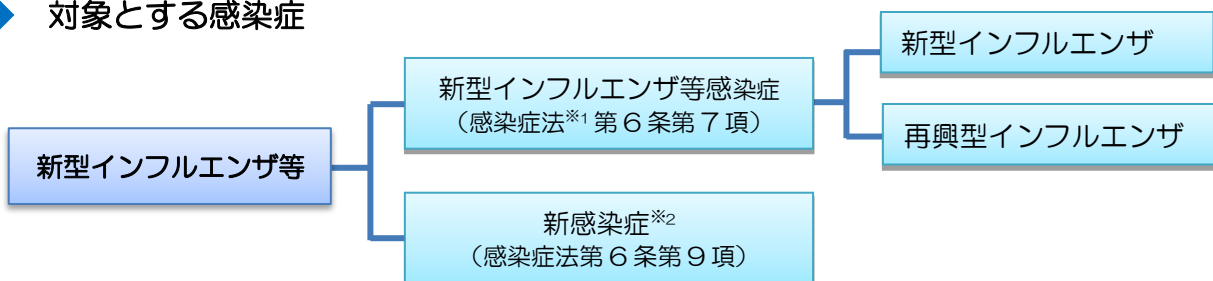 対象とする感染症
新型インフルエンザ等
新型インフルエンザ等感染症
（感染症法※1第６条第７項）
新型インフルエンザ
再興型インフルエンザ
新感染症※2
（感染症法第６条第９項）